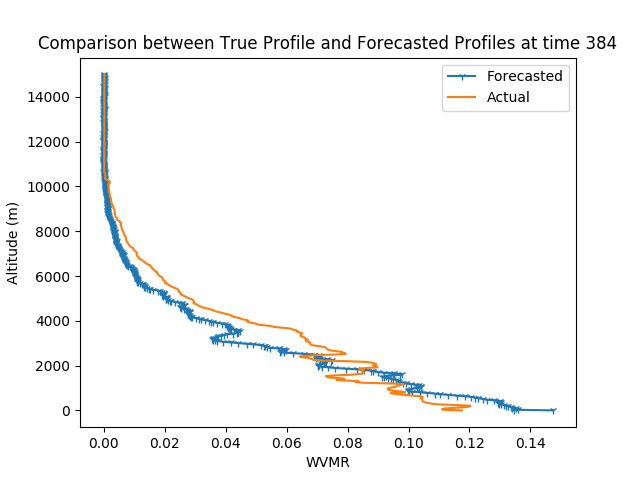 Comparison between True Profile and Forecasted Profiles at time 384
Forecasted
Actual
14000
12000
10000
8000
6000
4000
2000
0
Altitude (m)
0.00 0.02 0.04 0.06 0.08 0.10 0.12 0.14
WVMR